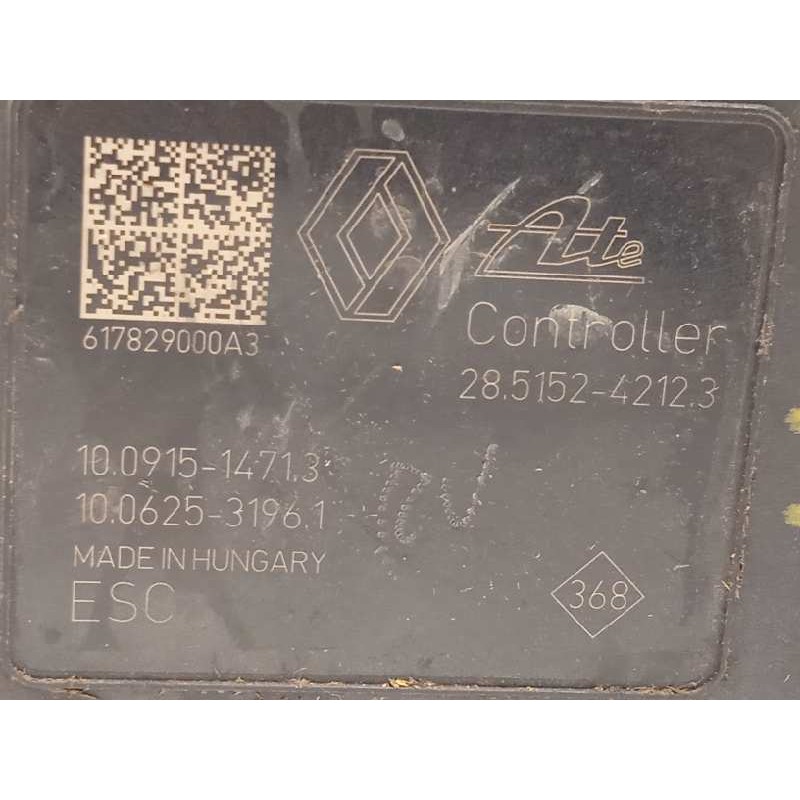 617829000A3
Ate
Controller
28.5152-4212.3
10.0915-1471.3
10.0625-3196.1
MADE IN HUNGARY
ESC
368